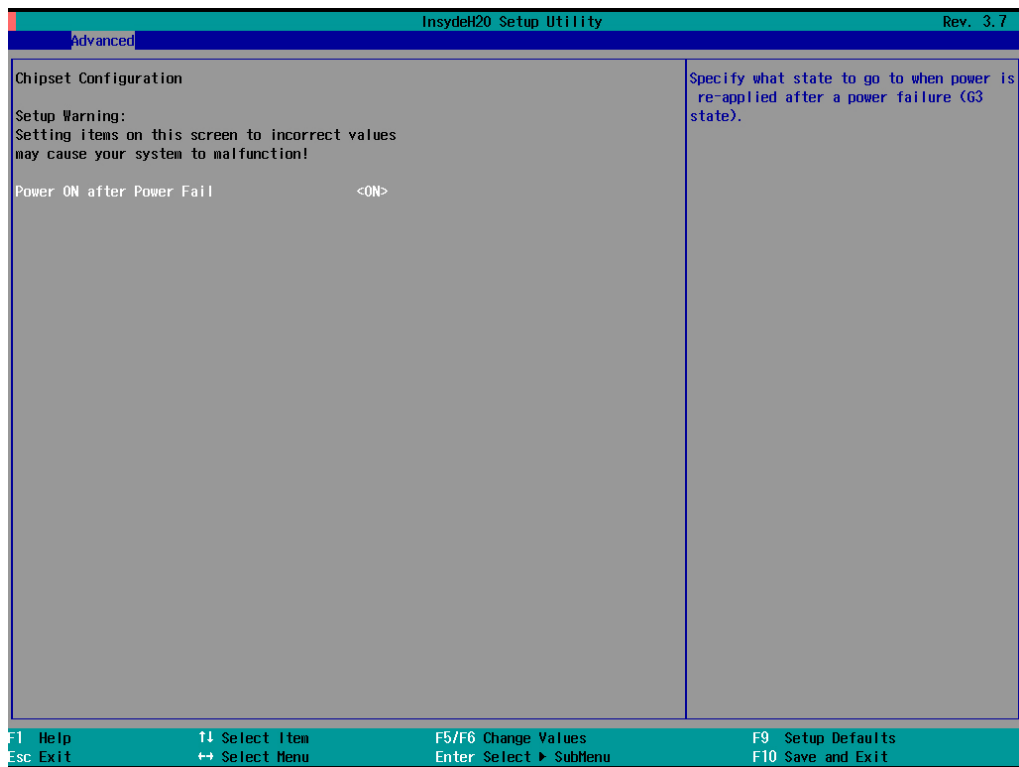 InsydeH20 Setup Utility Rev. 3.7
Advanced
Chipset Configuration
Setup Warning:
Setting items on this screen to incorrect values
may cause your system to malfunction!
Power ON after Power Fail <ON>
Specify what state to go to when power is
re-applied after a power failure (G3
state).
F1 Help ↑↓ Select Item F5/F6 Change Values F9 Setup Defaults
Esc Exit ↔ Select Menu Enter Select ▶ SubMenu F10 Save and Exit